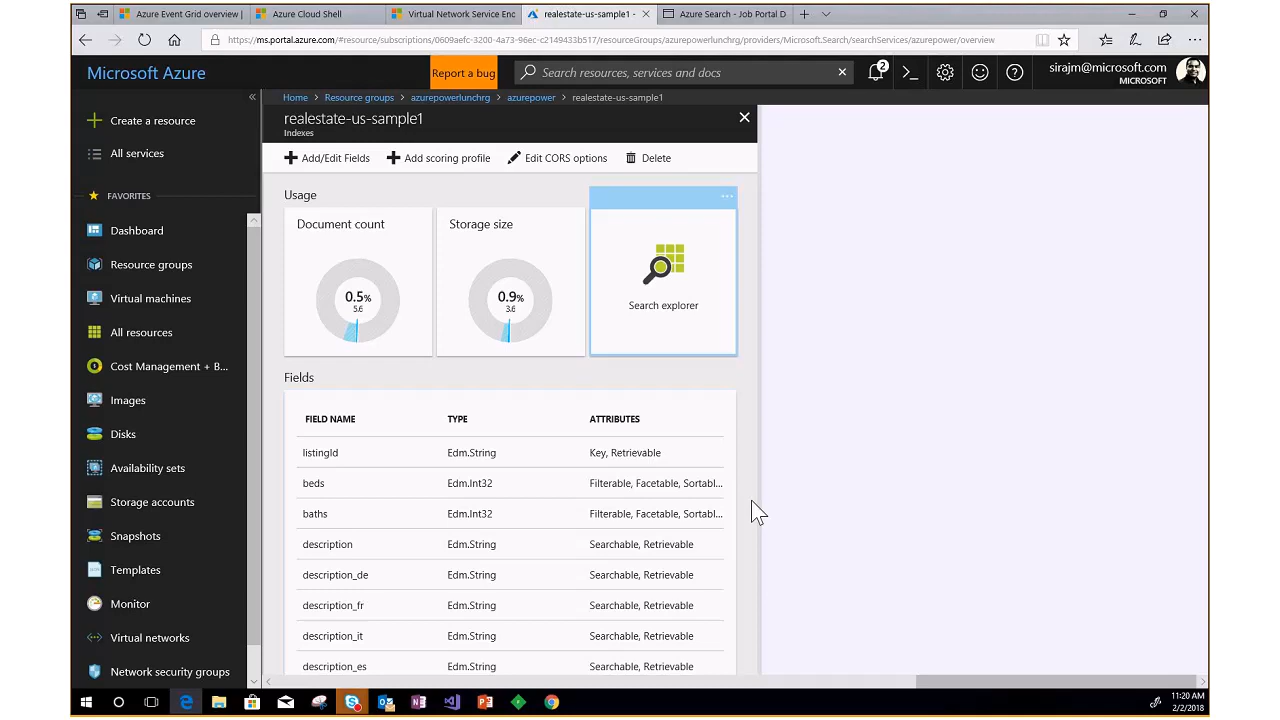 Azure Event Grid overview |
Azure Cloud Shell
Virtual Network Service Enc
realestate-us-sample1 -
Azure Search - Job Portal D
https://ms.portal.azure.com/#resource/subscriptions/0609aefc-3200-4a73-96ec-c2149433b517/resourceGroups/azurepowerlunchrg/providers/Microsoft.Search/searchServices/azurepower/overview
Microsoft Azure
Report a bug
Search resources, services and docs
2
sirajm@microsoft.com
MICROSOFT
Create a resource
All services
FAVORITES
Dashboard
Resource groups
Virtual machines
All resources
Cost Management + B...
Images
Disks
Availability sets
Storage accounts
Snapshots
Templates
Monitor
Virtual networks
Network security groups
Home Resource groups azurepowerlunchrg azurepower realestate-us-sample1
realestate-us-sample1
Indexes
Add/Edit Fields Add scoring profile Edit CORS options Delete
Usage
Document count
0.5%
5.6
Storage size
0.9%
3.6
...
Search explorer
Fields
FIELD NAME TYPE ATTRIBUTES
listingId Edm.String Key, Retrievable
beds Edm.Int32 Filterable, Facetable, Sortabl...
baths Edm.Int32 Filterable, Facetable, Sortabl...
description Edm.String Searchable, Retrievable
description_de Edm.String Searchable, Retrievable
description_fr Edm.String Searchable, Retrievable
description_it Edm.String Searchable, Retrievable
description_es Edm.String Searchable, Retrievable
11:20 AM
2/2/2018